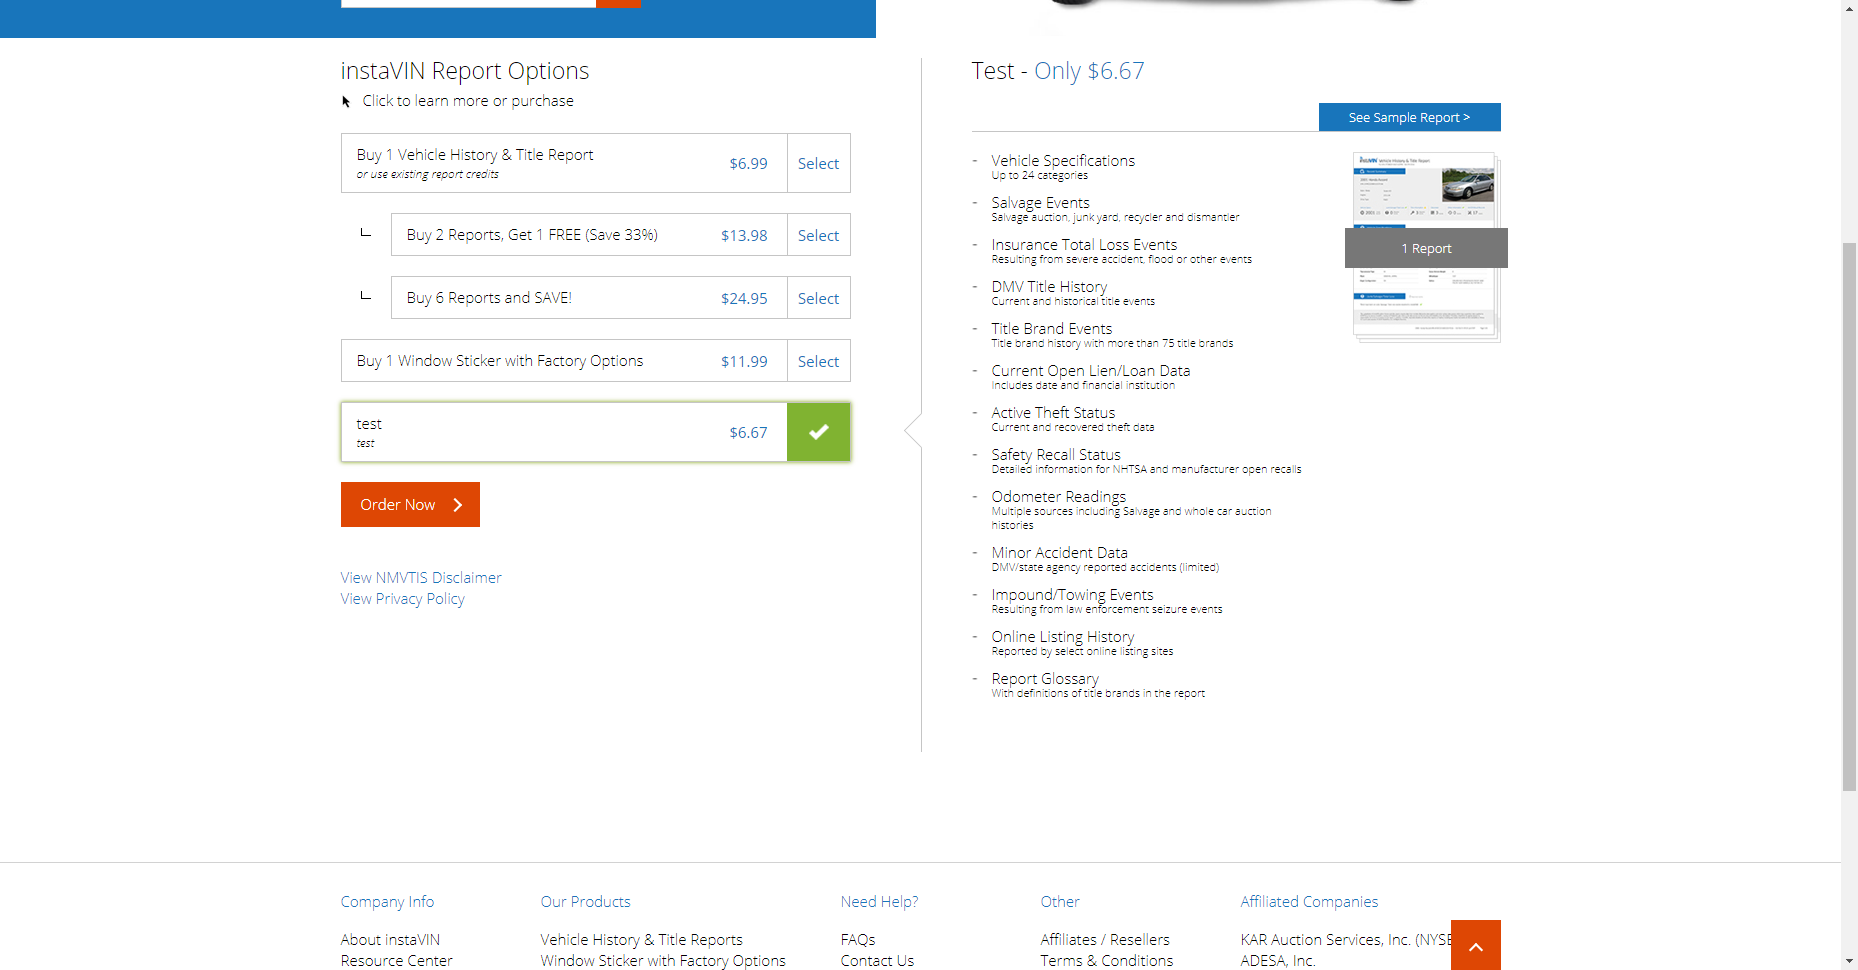 instaVIN Report Options
Click to learn more or purchase
Buy 1 Vehicle History & Title Report
or use existing report credits
$6.99
Select
Buy 2 Reports, Get 1 FREE (Save 33%)
$13.98
Select
Buy 6 Reports and SAVE!
$24.95
Select
Buy 1 Window Sticker with Factory Options
$11.99
Select
test
test
$6.67
Order Now
View NMVTIS Disclaimer
View Privacy Policy
Test - Only $6.67
See Sample Report >
- Vehicle Specifications
Up to 24 categories
- Salvage Events
Salvage auction, junk yard, recycler and dismantler
- Insurance Total Loss Events
Resulting from severe accident, flood or other events
- DMV Title History
Current and historical title events
- Title Brand Events
Title brand history with more than 75 title brands
- Current Open Lien/Loan Data
Includes date and financial institution
- Active Theft Status
Current and recovered theft data
- Safety Recall Status
Detailed information for NHTSA and manufacturer open recalls
- Odometer Readings
Multiple sources including Salvage and whole car auction
histories
- Minor Accident Data
DMV/state agency reported accidents (limited)
- Impound/Towing Events
Resulting from law enforcement seizure events
- Online Listing History
Reported by select online listing sites
- Report Glossary
With definitions of title brands in the report
instaVIN Vehicle History & Title Report
1 Report
Company Info
About instaVIN
Resource Center
Our Products
Vehicle History & Title Reports
Window Sticker with Factory Options
Need Help?
FAQs
Contact Us
Other
Affiliates / Resellers
Terms & Conditions
Affiliated Companies
KAR Auction Services, Inc. (NYSE
ADESA, Inc.